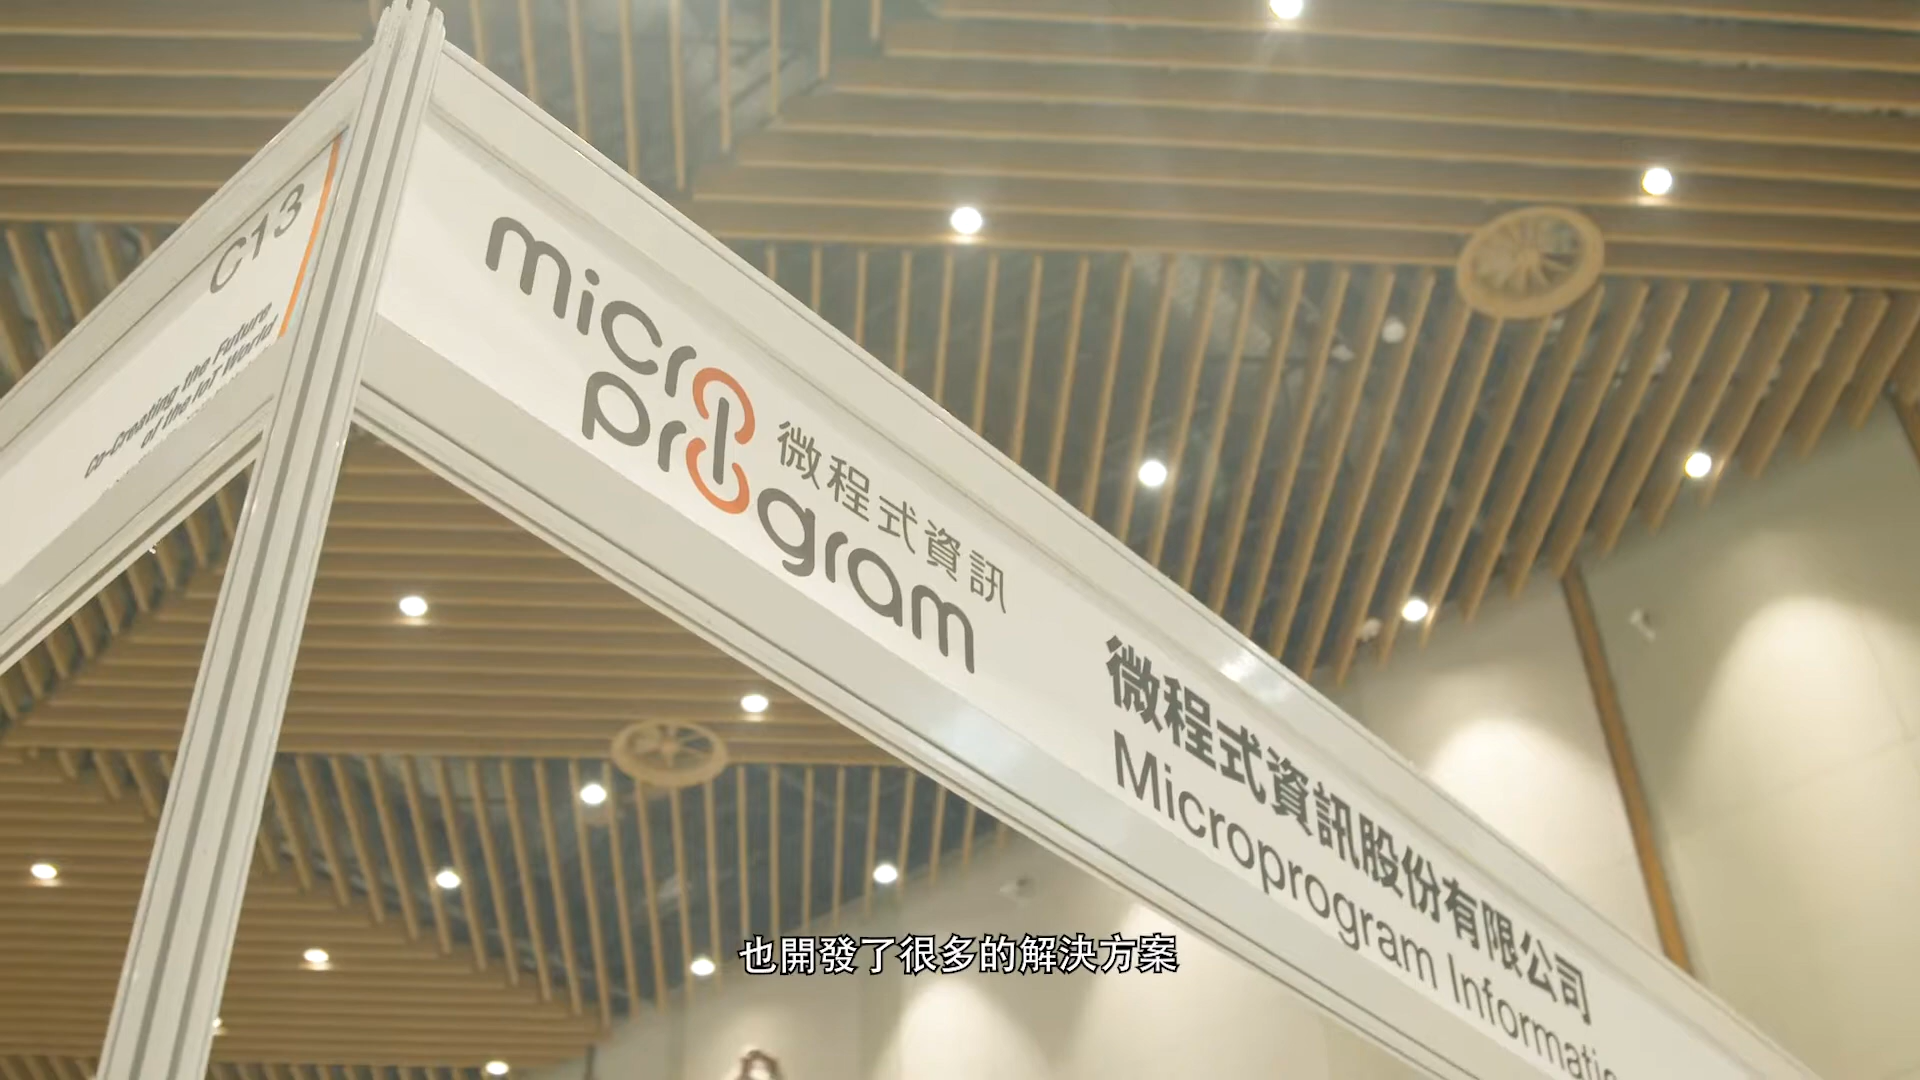 C13
Co-Creating the Future
of the IoT World
micro
program
微程式資訊
微程式資訊股份有限公司
Microprogram Informatio
也開發了很多的解決方案